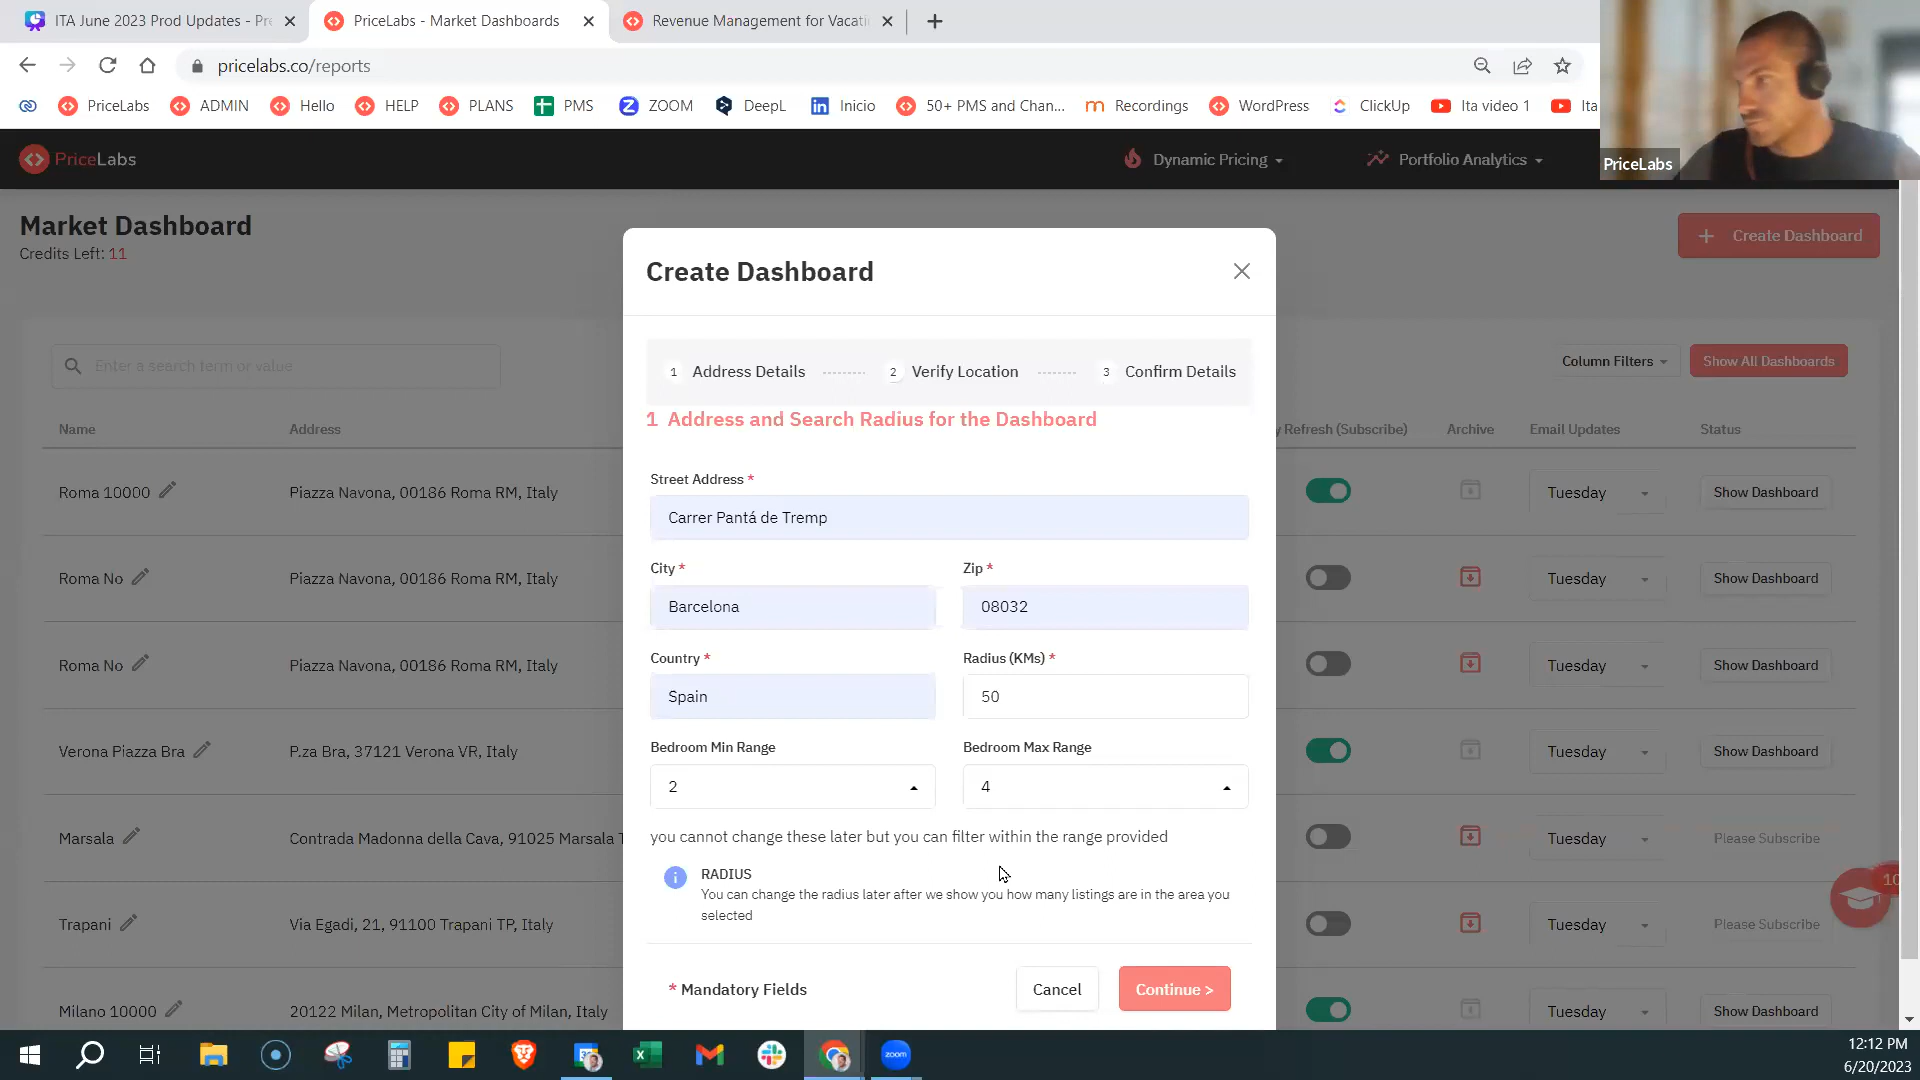 ITA June 2023 Prod Updates - Pre
PriceLabs - Market Dashboards
Revenue Management for Vacati
pricelabs.co/reports
PriceLabs
ADMIN
Hello
HELP
PLANS
PMS
ZOOM
DeepL
Inicio
50+ PMS and Chan...
Recordings
WordPress
ClickUp
Ita video 1
Ita
PriceLabs
PriceLabs
Dynamic Pricing
Portfolio Analytics
Market Dashboard
Credits Left: 11
+ Create Dashboard
Create Dashboard
Enter a search term or value
1 Address Details
2 Verify Location
3 Confirm Details
Column Filters
Show All Dashboards
1 Address and Search Radius for the Dashboard
Name
Address
y Refresh (Subscribe)
Archive
Email Updates
Status
Street Address *
Carrer Pantá de Tremp
City *
Zip *
Barcelona
08032
Country *
Radius (KMs) *
Spain
50
Bedroom Min Range
Bedroom Max Range
2
4
you cannot change these later but you can filter within the range provided
RADIUS
You can change the radius later after we show you how many listings are in the area you
selected
* Mandatory Fields
Cancel
Continue >
Roma 10000
Piazza Navona, 00186 Roma RM, Italy
Tuesday
Show Dashboard
Roma No
Piazza Navona, 00186 Roma RM, Italy
Tuesday
Show Dashboard
Roma No
Piazza Navona, 00186 Roma RM, Italy
Tuesday
Show Dashboard
Verona Piazza Bra
P.za Bra, 37121 Verona VR, Italy
Tuesday
Show Dashboard
Marsala
Contrada Madonna della Cava, 91025 Marsala T
Tuesday
Please Subscribe
10
Trapani
Via Egadi, 21, 91100 Trapani TP, Italy
Tuesday
Please Subscribe
Milano 10000
20122 Milan, Metropolitan City of Milan, Italy
Tuesday
Show Dashboard
zoom
12:12 PM
6/20/2023